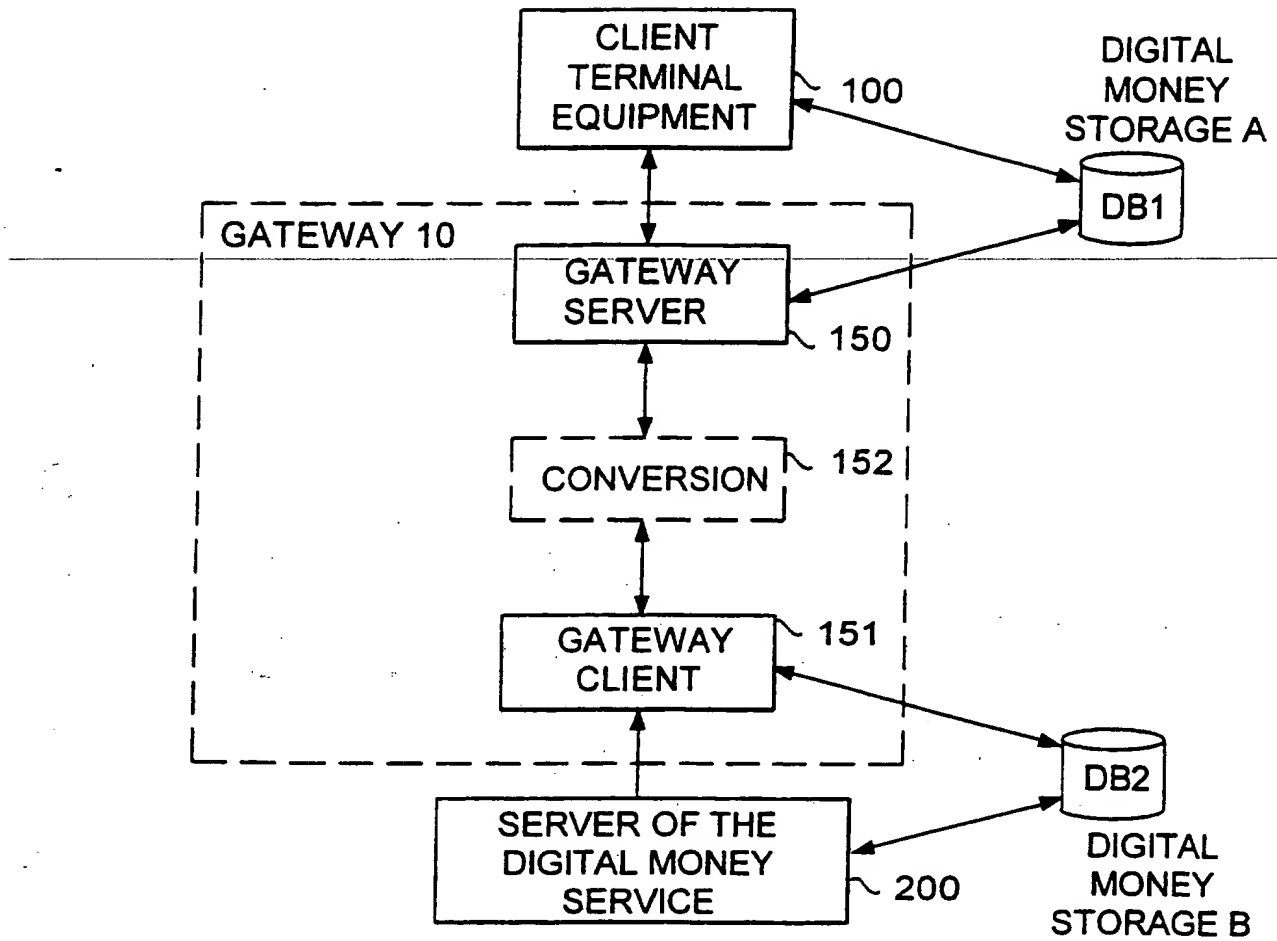 CLIENT
TERMINAL
EQUIPMENT
100
DIGITAL
MONEY
STORAGE A
DB1
GATEWAY 10
GATEWAY
SERVER
150
CONVERSION
152
GATEWAY
CLIENT
151
DB2
SERVER OF THE
DIGITAL MONEY
SERVICE
200
DIGITAL
MONEY
STORAGE B